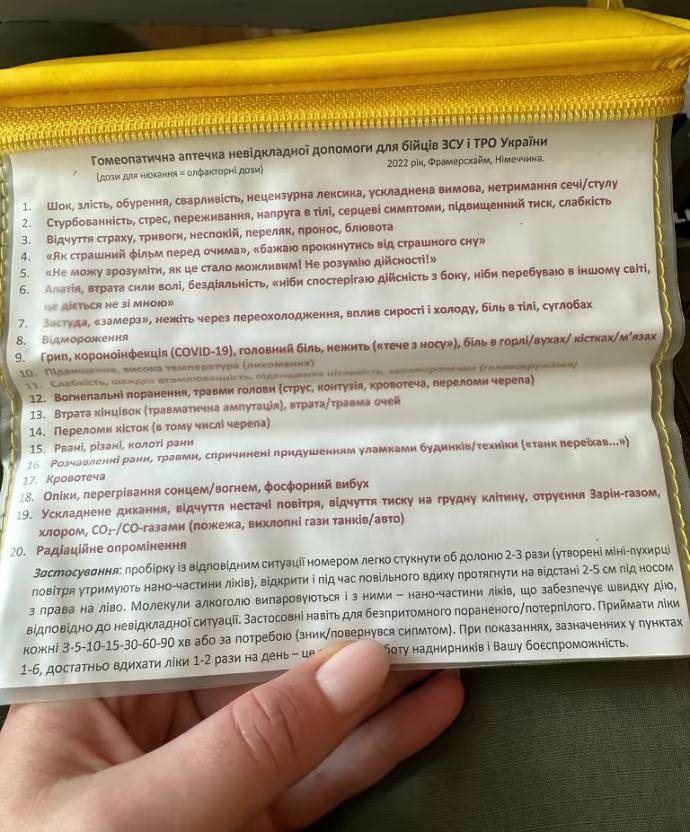 Гомеопатична аптечка невідкладної допомоги для бійців ЗСУ і ТРО України
(дози для нюхання = олфакторні дози) 2022 рік, Фрамерсхайм, Німеччина.
1. Шок, злість, обурення, сварливість, нецензурна лексика, ускладнена вимова, нетримання сечі/стулу
2. Стурбованність, стрес, переживання, напруга в тілі, серцеві симптоми, підвищенний тиск, слабкість
3. Відчуття страху, тривоги, неспокій, переляк, пронос, блювота
4. «Як страшний фільм перед очима», «бажаю прокинутись від страшного сну»
5. «Не можу зрозуміти, як це стало можливим! Не розумію дійсності!»
6. Апатія, втрата сили волі, бездіяльність, «ніби спостерігаю дійсність з боку, ніби перебуваю в іншому світі,
це діється не зі мною»
7. Застуда, «замерз», нежіть через переохолодження, вплив сирості і холоду, біль в тілі, суглобах
8. Відмороження
9. Грип, короноінфекція (COVID-19), головний біль, нежить («тече з носу»), біль в горлі/вухах/ кістках/м'язах
10. Підвищення, висока температура (лихоманка)
11. Слабкість, швидка втомлюванность, підвищення пітливість, запаморочення (головокружіння)
12. Вогнепальні поранення, травми голови (струс, контузія, кровотеча, переломи черепа)
13. Втрата кінцівок (травматична ампутація), втрата/травма очей
14. Переломи кісток (в тому числі черепа)
15. Рвані, різані, колоті рани
16. Розчавленні рани, травми, спричинені придушенням уламками будинків/техніки («танк переїхав...»)
17. Кровотеча
18. Опіки, перегрівання сонцем/вогнем, фосфорний вибух
19. Ускладнене дихання, відчуття нестачі повітря, відчуття тиску на грудну клітину, отруєння Зарін-газом,
хлором, CO₂-/CO-газами (пожежа, вихлопні гази танків/авто)
20. Радіаційне опромінення
Застосування: пробірку із відповідним ситуації номером легко стукнути об долоню 2-3 рази (утворені міні-пухирці
повітря утримують нано-частини ліків), відкрити і під час повільного вдиху протягнути на відстані 2-5 см під носом
з права на ліво. Молекули алкоголю випаровуються і з ними – нано-частини ліків, що забезпечує швидку дію,
відповідно до невідкладної ситуації. Застосовні навіть для безпритомного пораненого/потерпілого. Приймати ліки
кожні 3-5-10-15-30-60-90 хв або за потребою (зник/повернувся сипмтом). При показаннях, зазначених у пунктах
1-6, достатньо вдихати ліки 1-2 рази на день – це боту наднирників і Вашу боєспроможність.